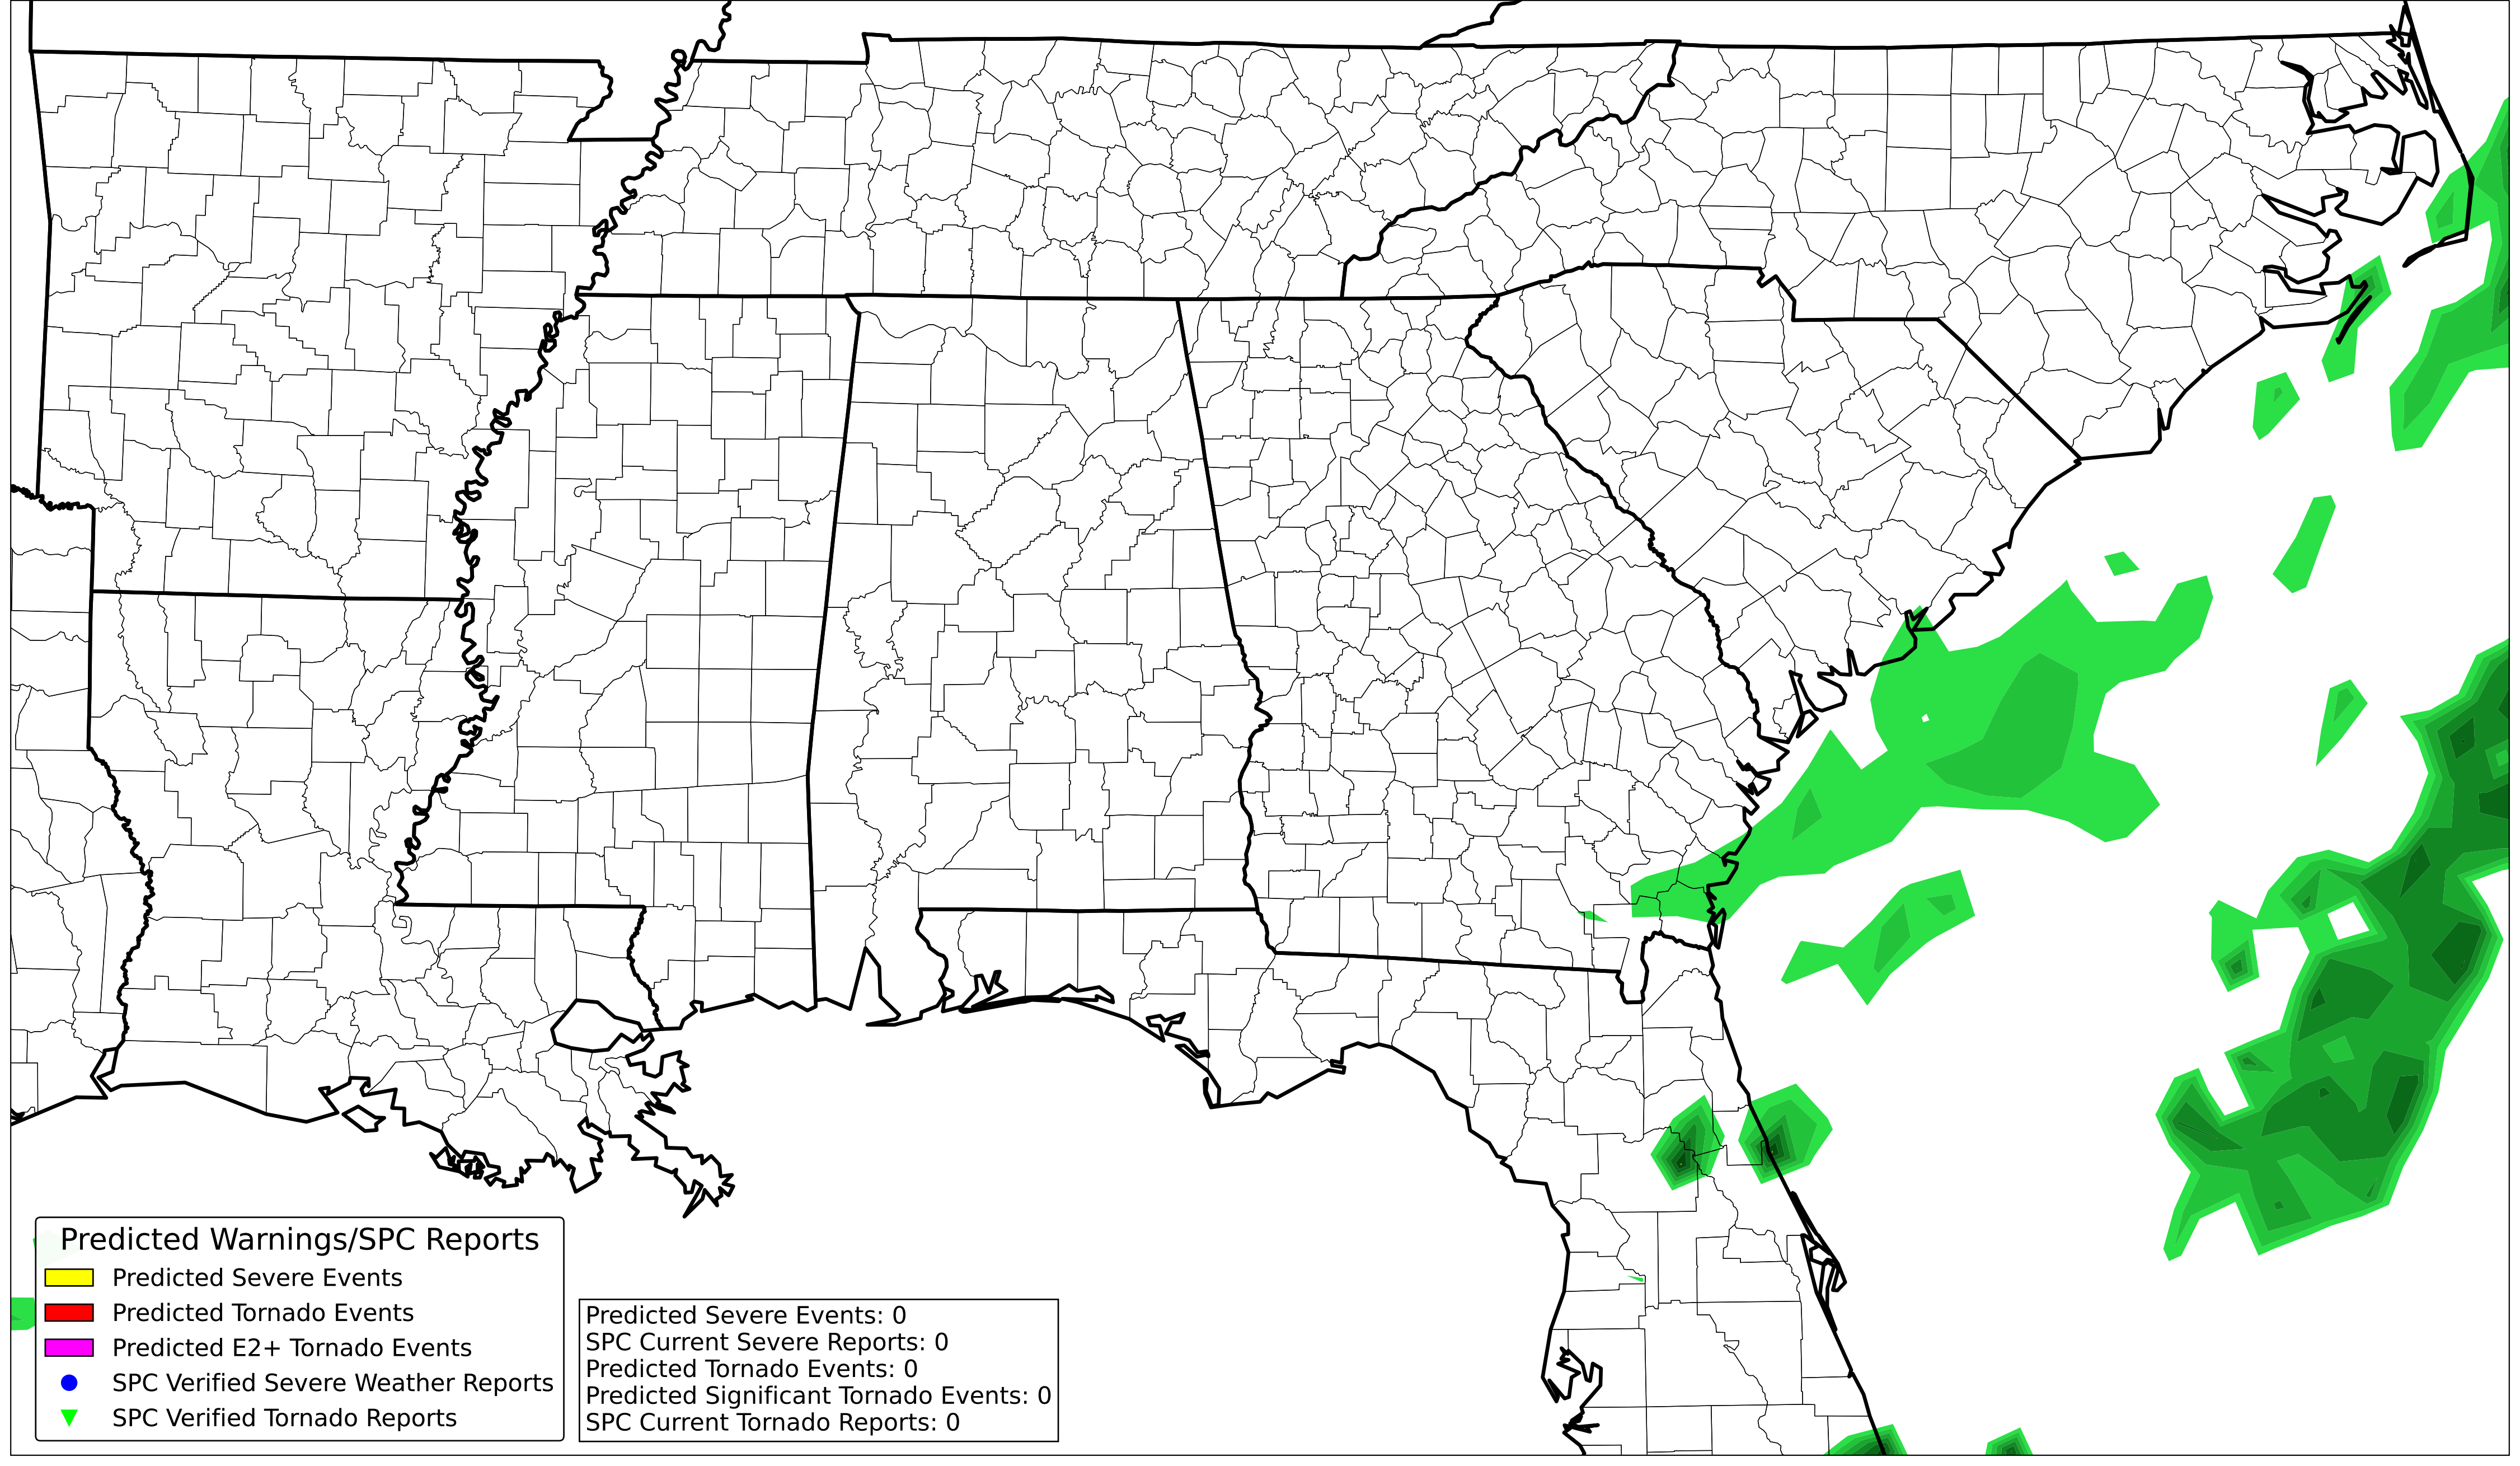 Predicted Warnings/SPC Reports
Predicted Severe Events
Predicted Tornado Events
Predicted E2+ Tornado Events
SPC Verified Severe Weather Reports
SPC Verified Tornado Reports
Predicted Severe Events: 0
SPC Current Severe Reports: 0
Predicted Tornado Events: 0
Predicted Significant Tornado Events: 0
SPC Current Tornado Reports: 0